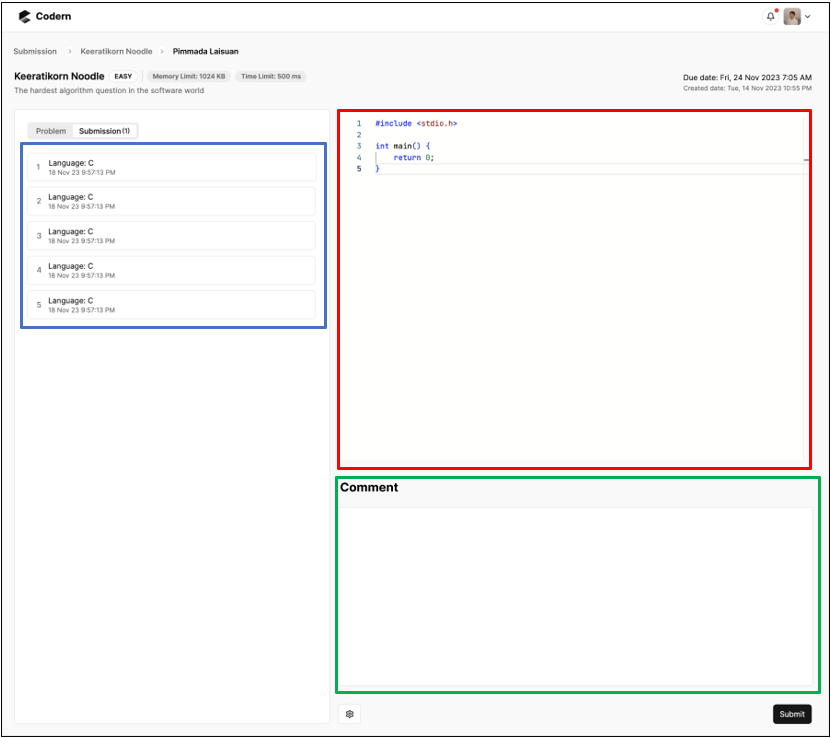 Codern
Submission > Keeratikorn Noodle > Pimmada Laisuan
Keeratikorn Noodle EASY Memory Limit: 1024 KB Time Limit: 500 ms
The hardest algorithm question in the software world
Due date: Fri, 24 Nov 2023 7:05 AM
Created date: Tue, 14 Nov 2023 10:55 PM
Problem Submission (1)
1 Language: C
18 Nov 23 9:57:13 PM
2 Language: C
18 Nov 23 9:57:13 PM
3 Language: C
18 Nov 23 9:57:13 PM
4 Language: C
18 Nov 23 9:57:13 PM
5 Language: C
18 Nov 23 9:57:13 PM
1 #include <stdio.h>
2
3 int main() {
4 return 0;
5 }
Comment
Submit